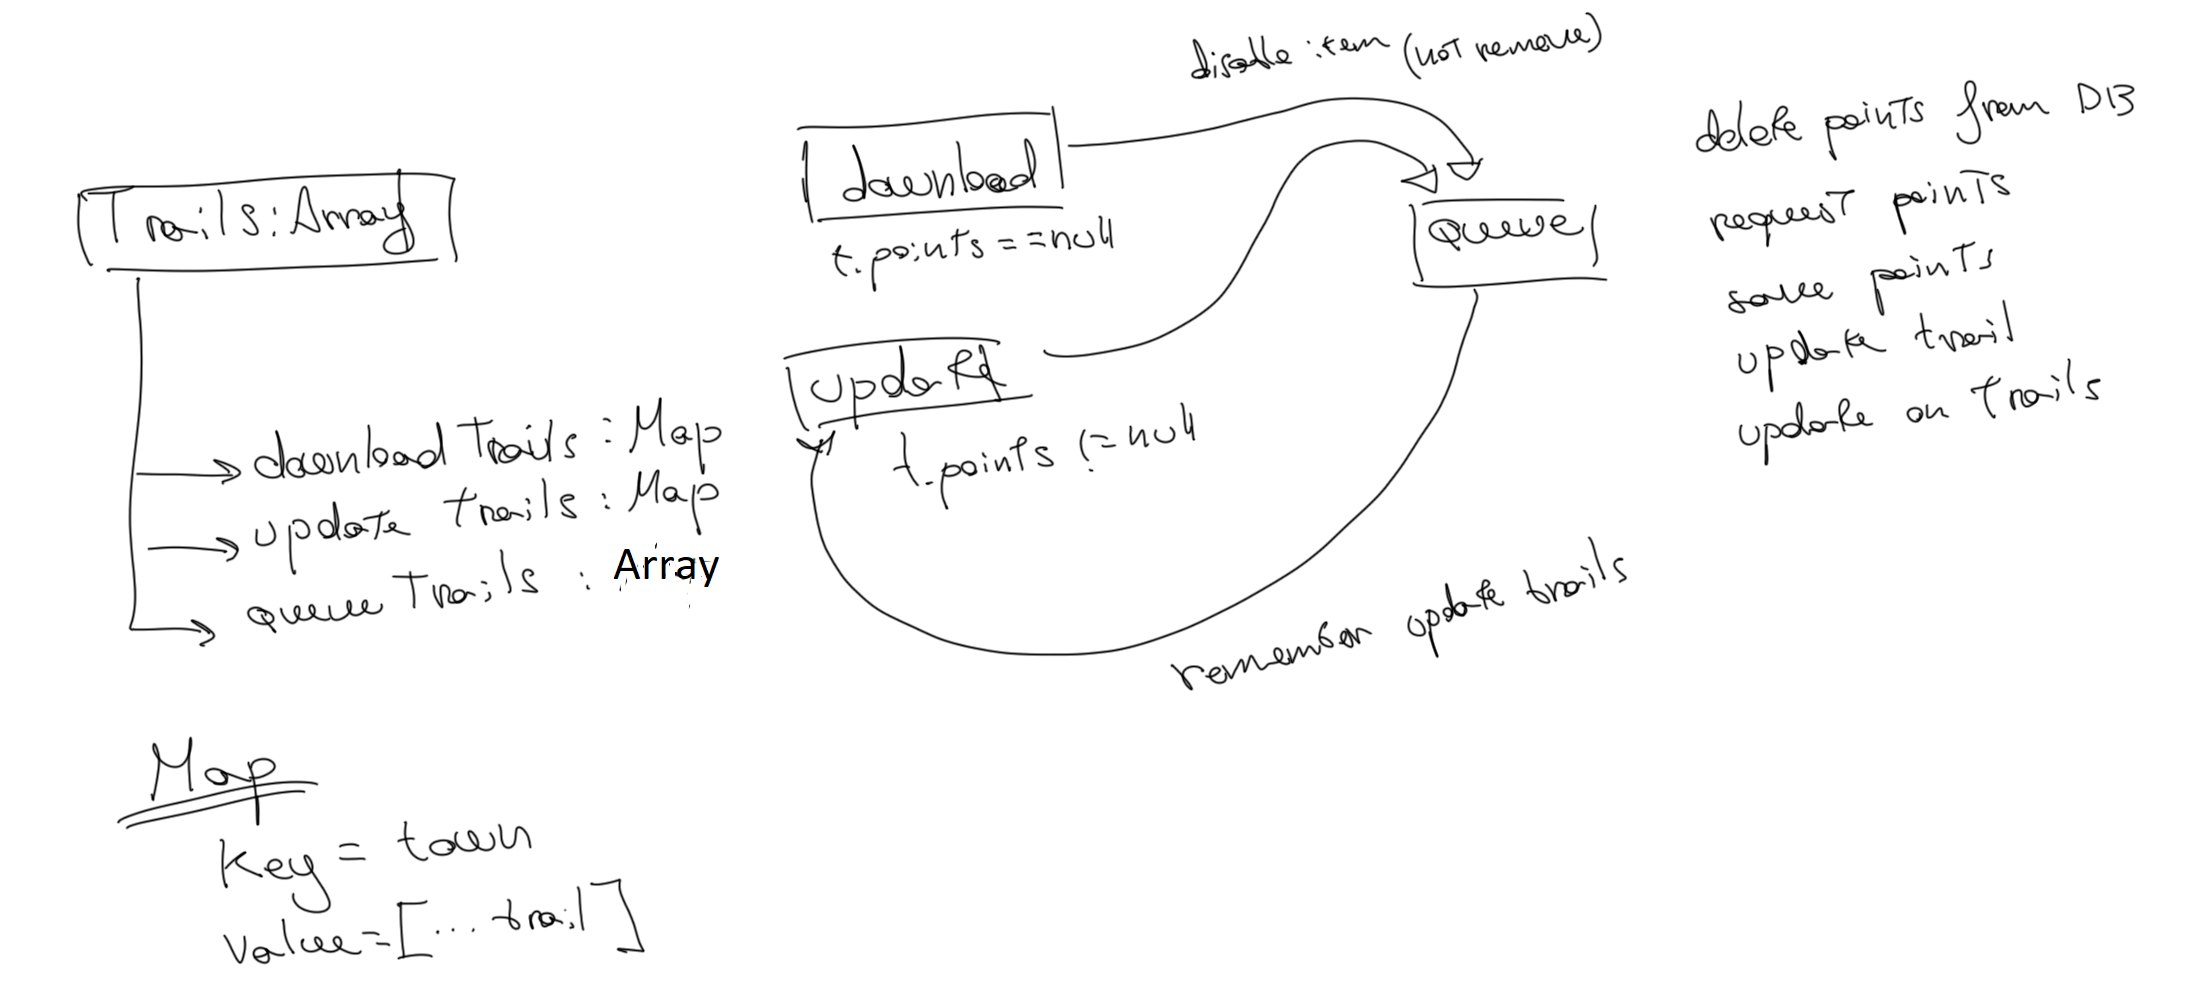 Trails:Array
download Trails : Map
update trails : Map
queue Trails : Array
Map
Key = town
Value=[... trail]
disable item (not remove)
download
t.points ==null
update
t.points !=null
queue
remember update trails
delete points from DB
request points
save points
update trail
update on Trails